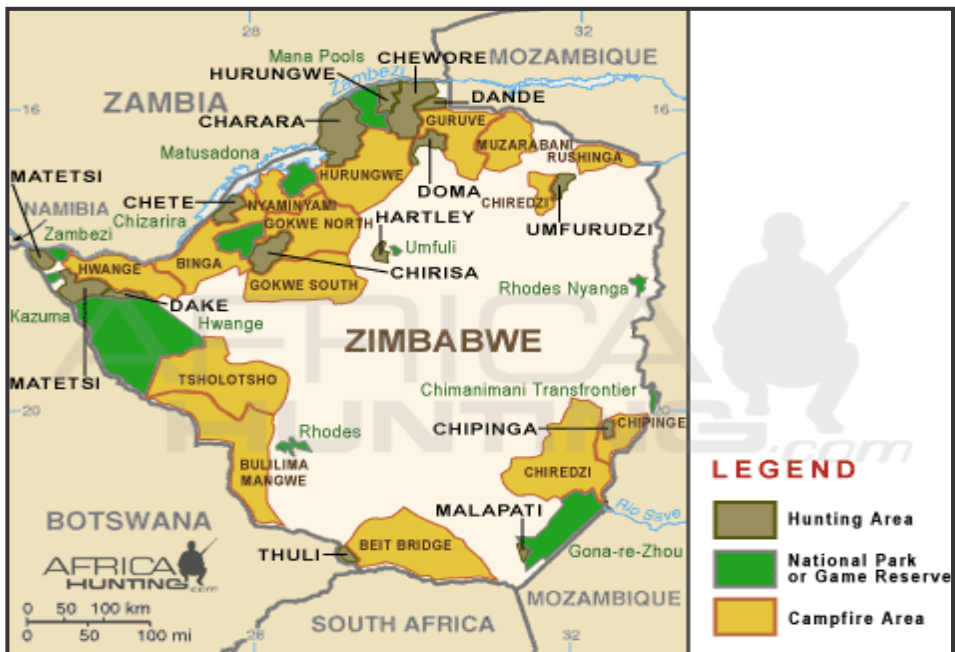 28
32
MOZAMBIQUE
Mana Pools
CHEWORE
HURUNGWE
Zambezi
ZAMBIA
DANDE
16
16
CHARARA
GURUVE
MUZARABANI
Matusadona
RUSHINGA
HURUNGWE
MATETSI
DOMA
CHETE
NYAMINYAMI
CHIREDZI
NAMIBIA
Chizarira
HARTLEY
GOKWE NORTH
UMFURUDZI
Zambezi
Umfuli
HWANGE
BINGA
CHIRISA
GOKWE SOUTH
Rhodes Nyanga
DAKE
Kazuma
Hwange
ZIMBABWE
AFRICA
HUNTING.com
MATETSI
TSHOLOTSHO
Chimanimani Transfrontier
20
20
CHIPINGA
CHIPINGE
Rhodes
BULILIMA
MANGWE
CHIREDZI
LEGEND
MALAPATI
Rio Save
Hunting Area
BOTSWANA
THULI
BEIT BRIDGE
Gona-re-Zhou
National Park
or Game Reserve
AFRICA
HUNTING.com
MOZAMBIQUE
Campfire Area
0 50 100 km
0 50 100 mi
28
SOUTH AFRICA
32